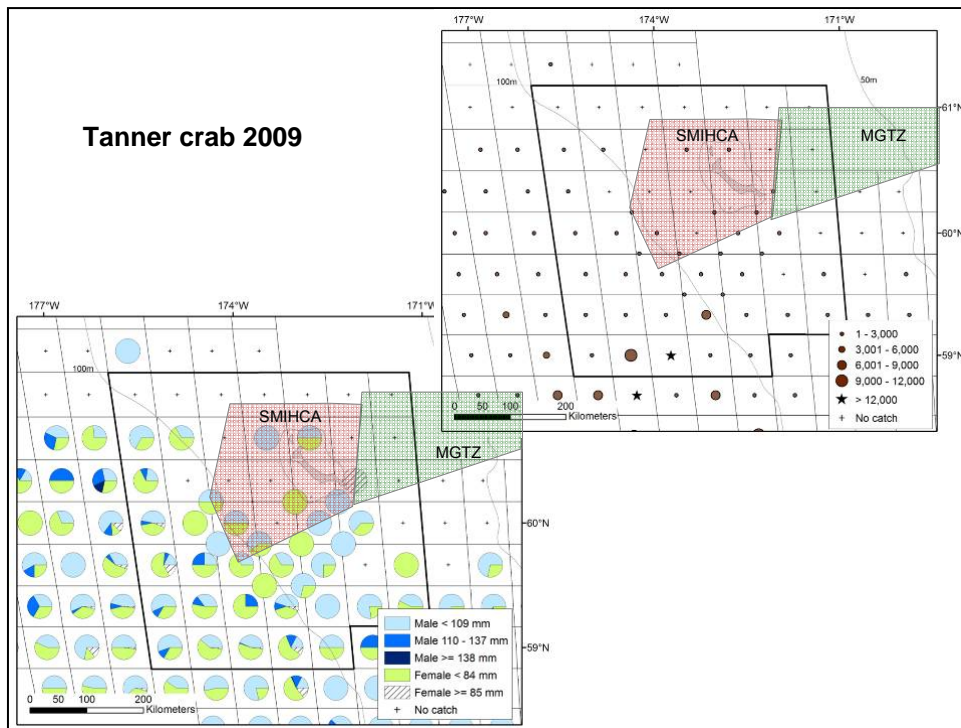 Tanner crab 2009
177°W 174°W 171°W
100m
50m
61°N
SMIHCA
MGTZ
60°N
59°N
1 - 3,000
3,001 - 6,000
6,001 - 9,000
9,000 - 12,000
> 12,000
No catch
0 50 100 200
Kilometers
177°W 174°W 171°W
100m
SMIHCA
MGTZ
60°N
59°N
Male < 109 mm
Male 110 - 137 mm
Male >= 138 mm
Female < 84 mm
Female >= 85 mm
No catch
0 50 100 200
Kilometers